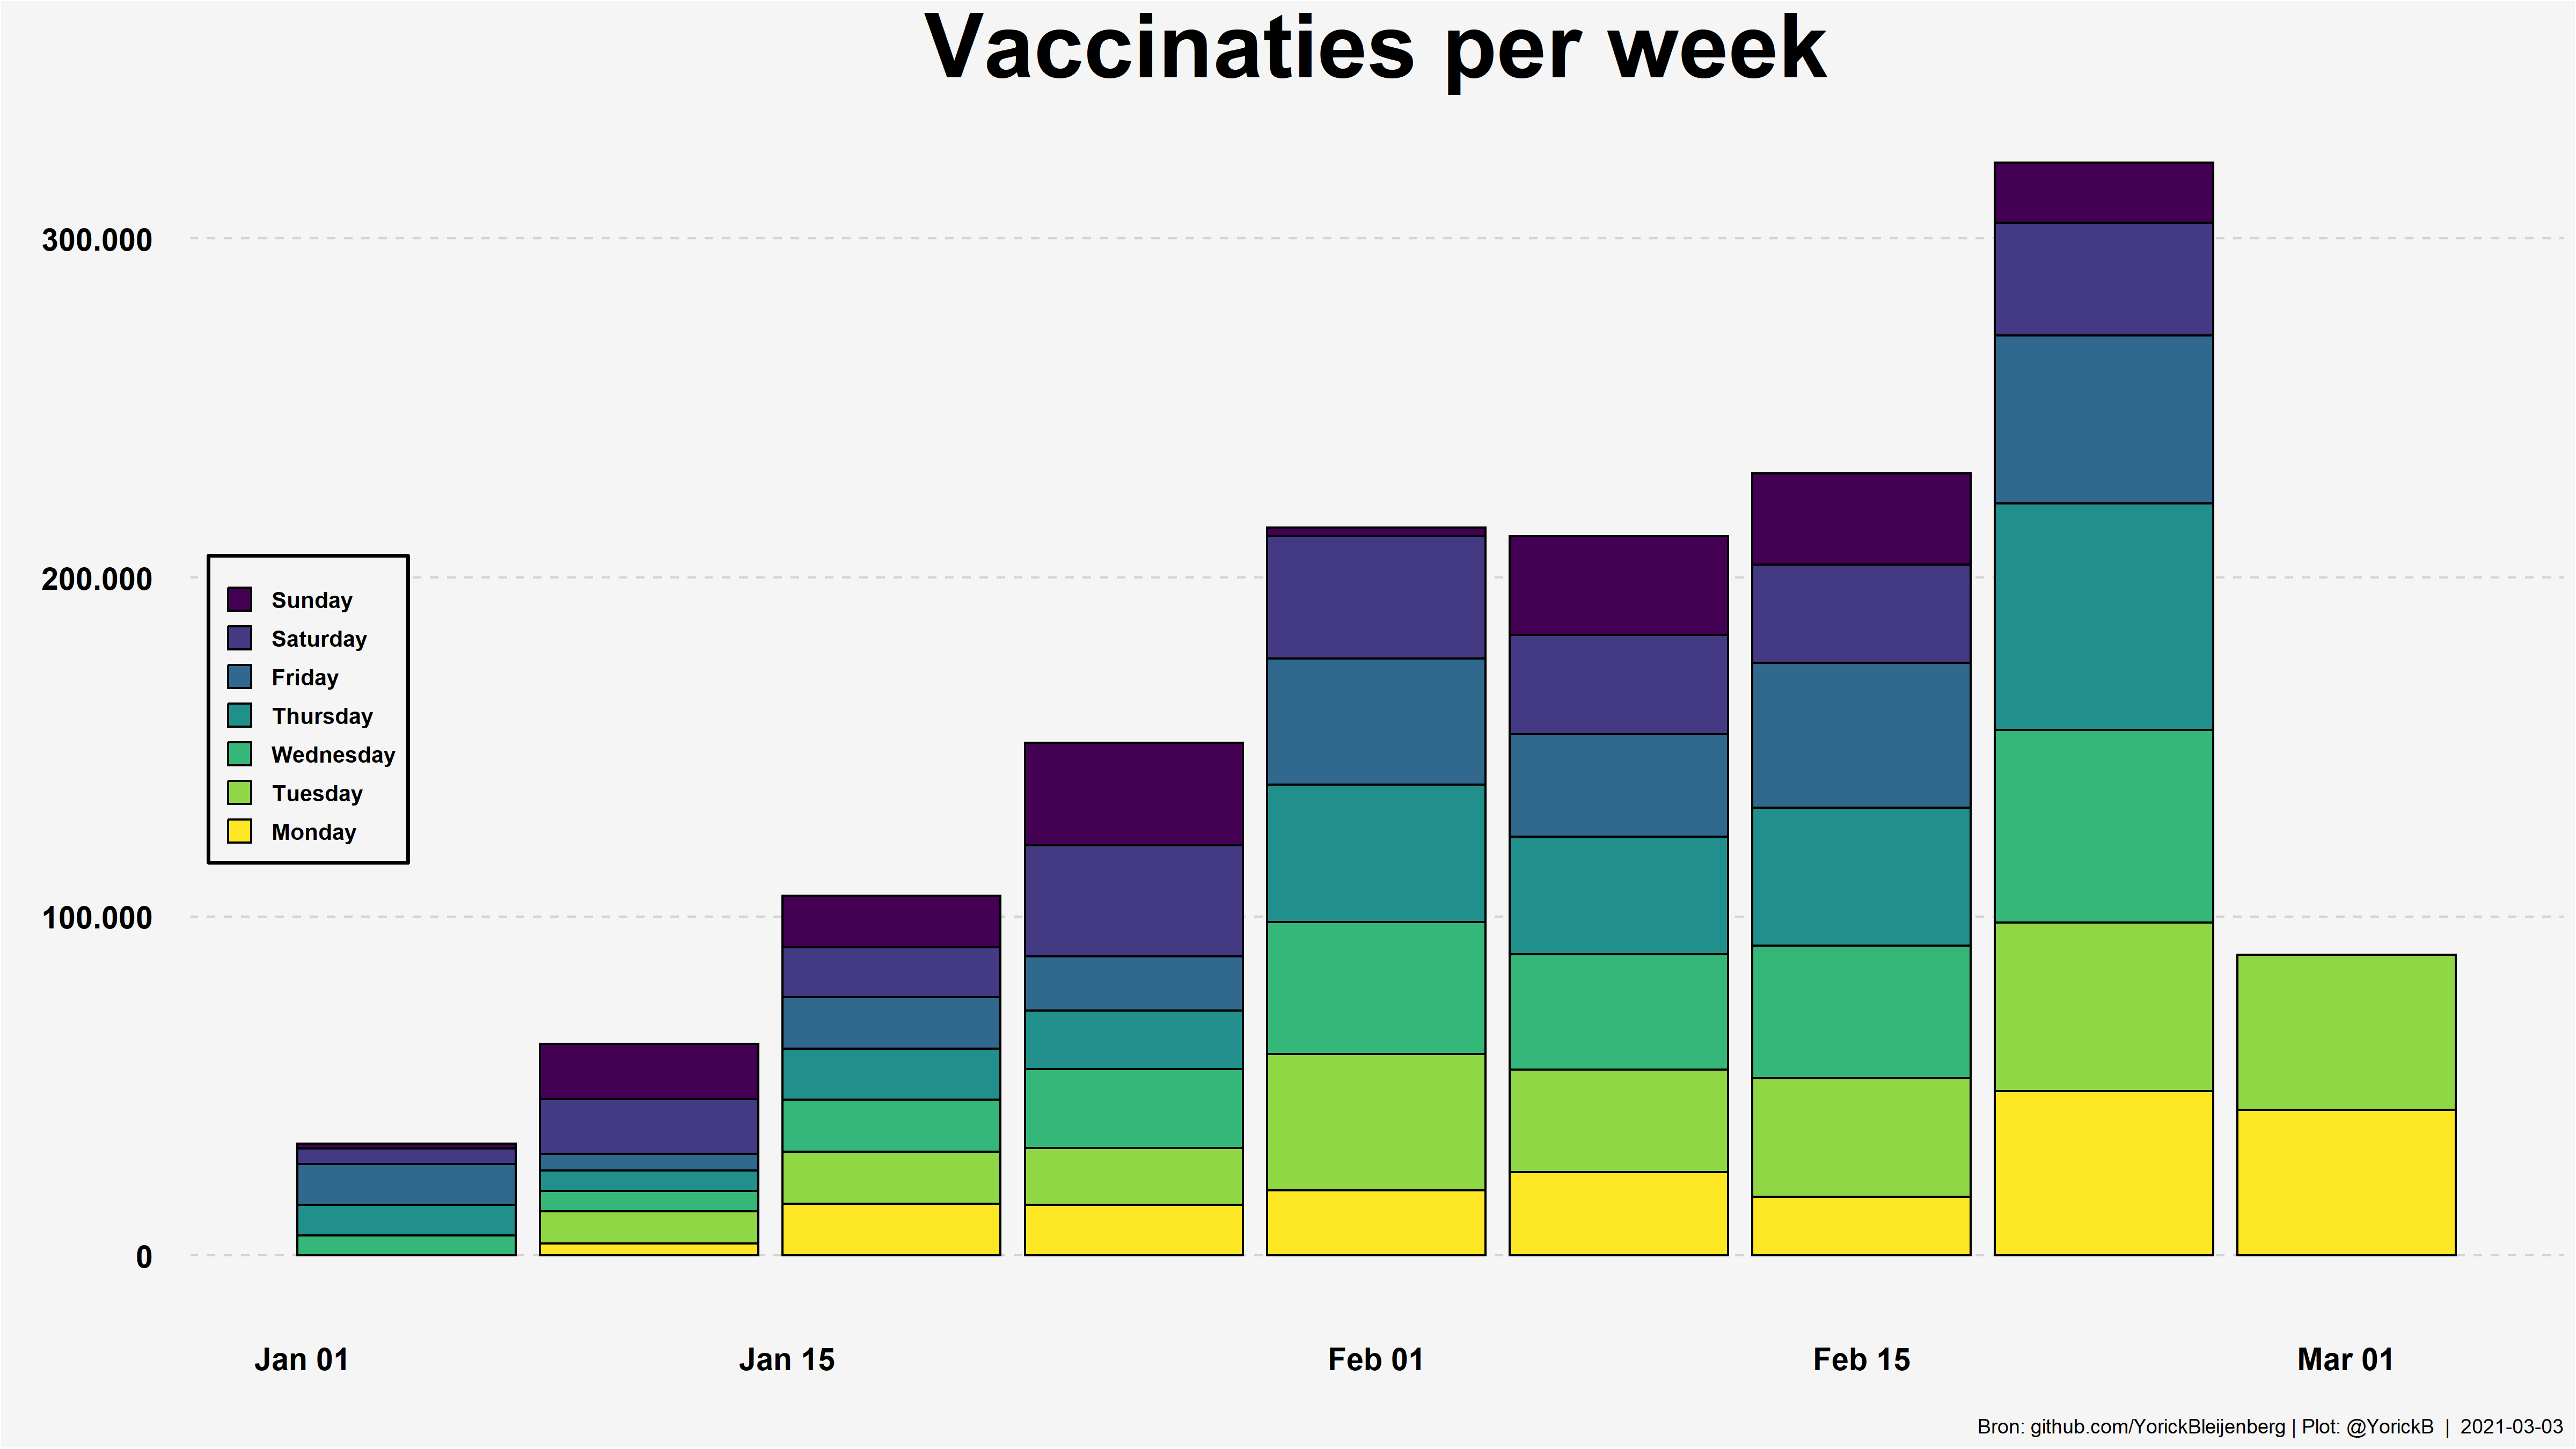 Vaccinaties per week
300.000
200.000
100.000
0
Sunday
Saturday
Friday
Thursday
Wednesday
Tuesday
Monday
Jan 01
Jan 15
Feb 01
Feb 15
Mar 01
Bron: github.com/YorickBleijenberg | Plot: @YorickB | 2021-03-03